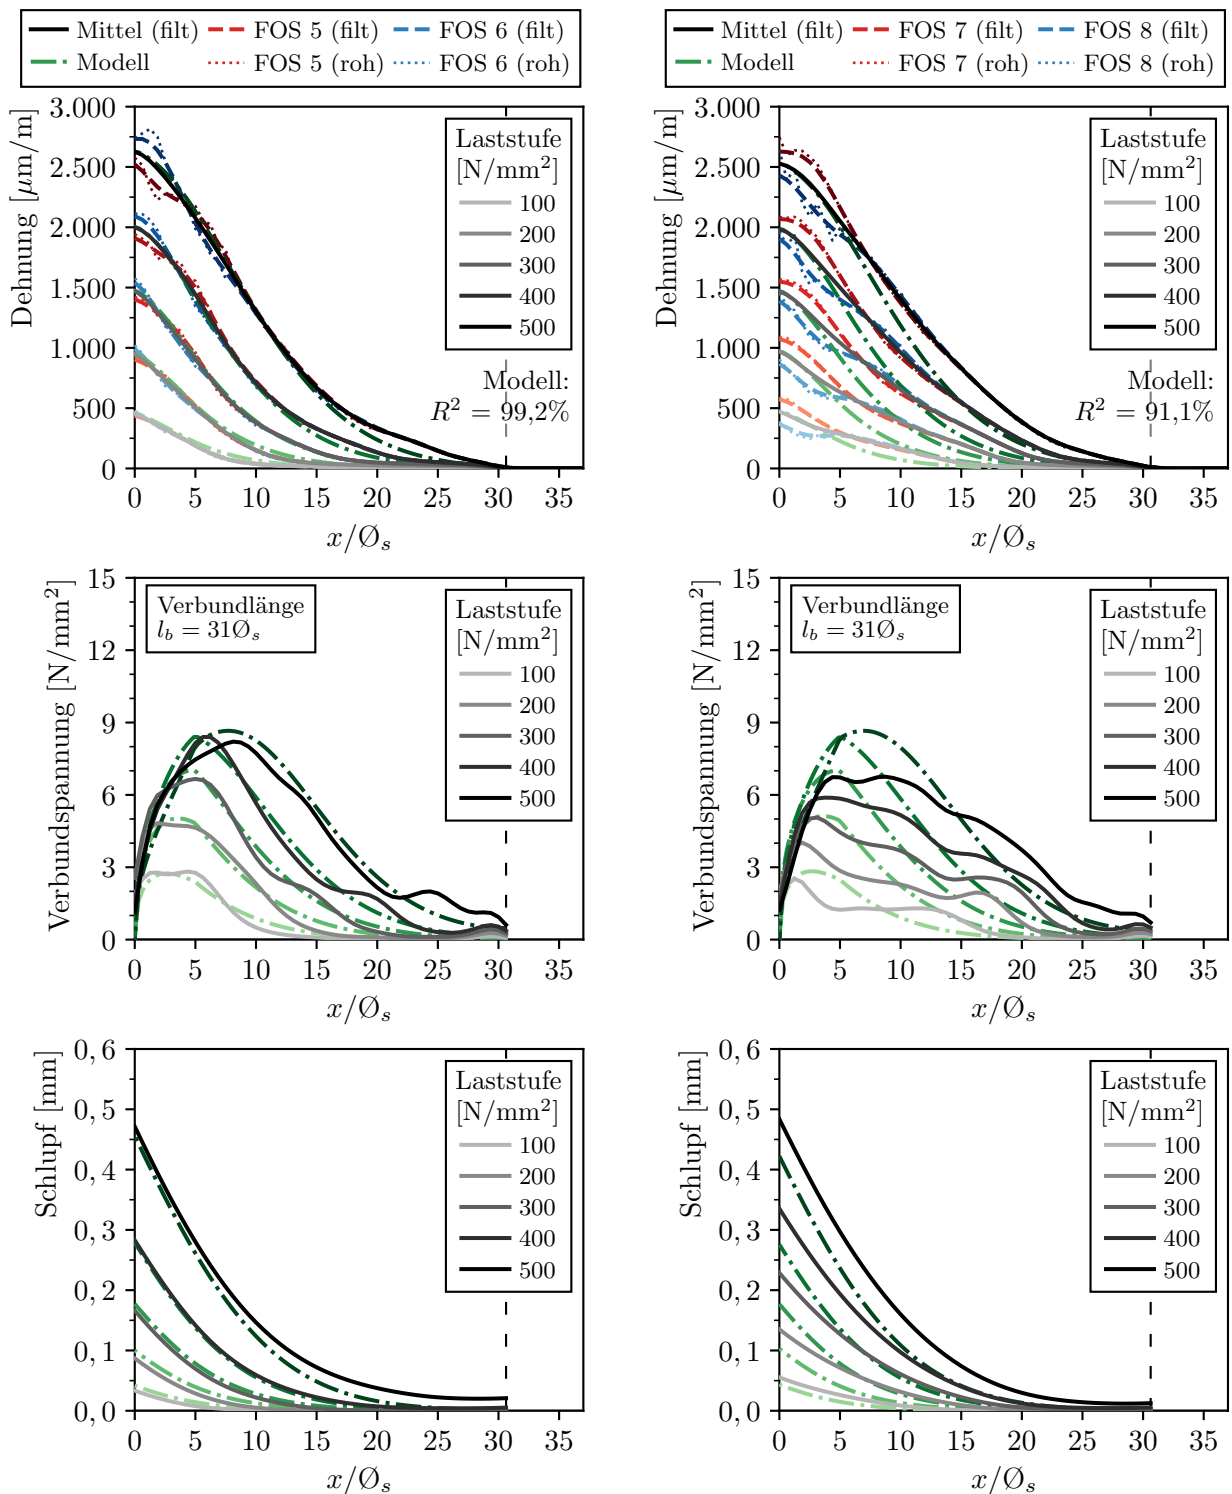 Mittel (filt) FOS 5 (filt) FOS 6 (filt)
Modell FOS 5 (roh) FOS 6 (roh)
Dehnung [µm/m]
3.000
2.500
2.000
1.500
1.000
500
0
Laststufe
[N/mm²]
100
200
300
400
500
Modell:
R² = 99,2%
0 5 10 15 20 25 30 35
x/Øₛ
Mittel (filt) FOS 7 (filt) FOS 8 (filt)
Modell FOS 7 (roh) FOS 8 (roh)
Dehnung [µm/m]
3.000
2.500
2.000
1.500
1.000
500
0
Laststufe
[N/mm²]
100
200
300
400
500
Modell:
R² = 91,1%
0 5 10 15 20 25 30 35
x/Øₛ
Verbundspannung [N/mm²]
15
12
9
6
3
0
Verbundlänge
l_b = 31Øₛ
Laststufe
[N/mm²]
100
200
300
400
500
0 5 10 15 20 25 30 35
x/Øₛ
Verbundspannung [N/mm²]
15
12
9
6
3
0
Verbundlänge
l_b = 31Øₛ
Laststufe
[N/mm²]
100
200
300
400
500
0 5 10 15 20 25 30 35
x/Øₛ
Schlupf [mm]
0,6
0,5
0,4
0,3
0,2
0,1
0,0
Laststufe
[N/mm²]
100
200
300
400
500
0 5 10 15 20 25 30 35
x/Øₛ
Schlupf [mm]
0,6
0,5
0,4
0,3
0,2
0,1
0,0
Laststufe
[N/mm²]
100
200
300
400
500
0 5 10 15 20 25 30 35
x/Øₛ